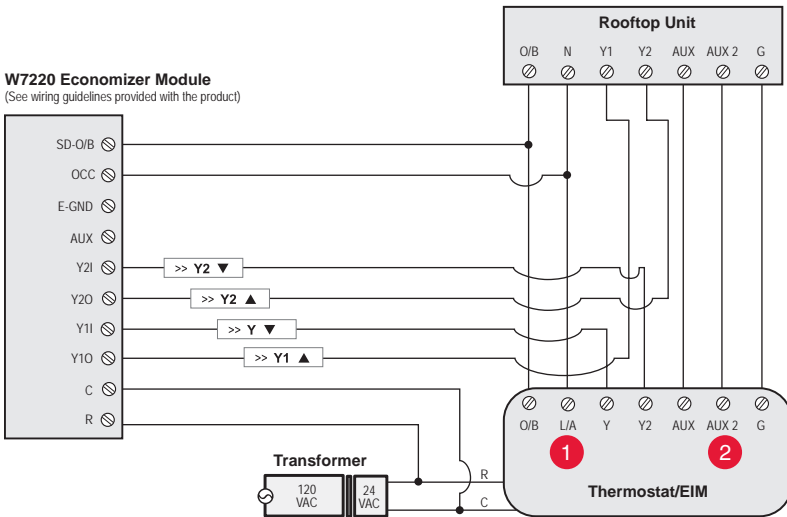 Rooftop Unit
O/B N Y1 Y2 AUX AUX 2 G
W7220 Economizer Module
(See wiring guidelines provided with the product)
SD-O/B
OCC
E-GND
AUX
Y2I >> Y2 ▼
Y2O >> Y2 ▲
Y1I >> Y ▼
Y1O >> Y1 ▲
C
R
O/B L/A Y Y2 AUX AUX 2 G
1 2
Transformer
120 VAC
24 VAC
R
C
Thermostat/EIM